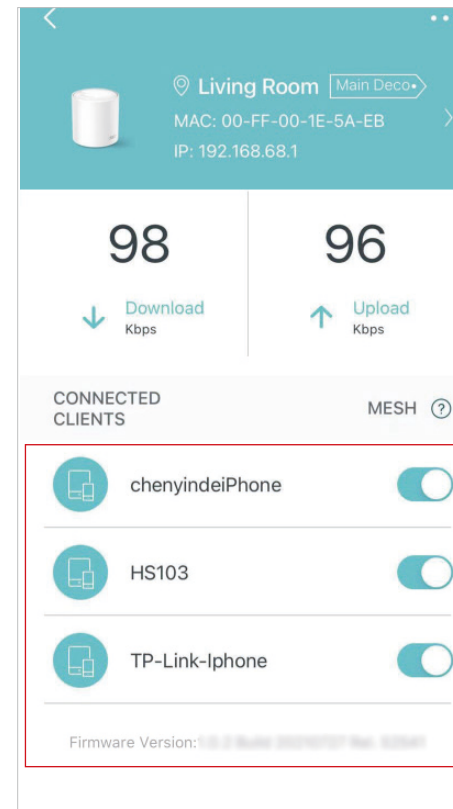 Living Room Main Deco
MAC: 00-FF-00-1E-5A-EB
IP: 192.168.68.1
98 96
Download Upload
Kbps Kbps
CONNECTED
CLIENTS
MESH ?
chenyindeiPhone
HS103
TP-Link-Iphone
Firmware Version: